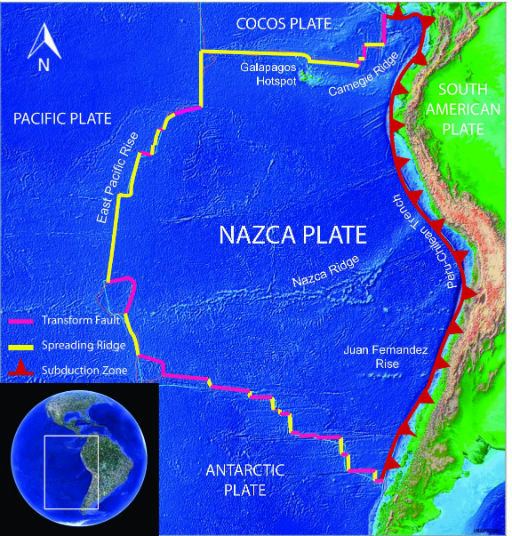 COCOS PLATE
N
Galapagos
Hotspot
Carnegie Ridge
SOUTH
AMERICAN
PLATE
PACIFIC PLATE
East Pacific Rise
NAZCA PLATE
Peru-Chilean Trench
Nazca Ridge
Transform Fault
Spreading Ridge
Subduction Zone
Juan Fernandez
Rise
ANTARCTIC
PLATE